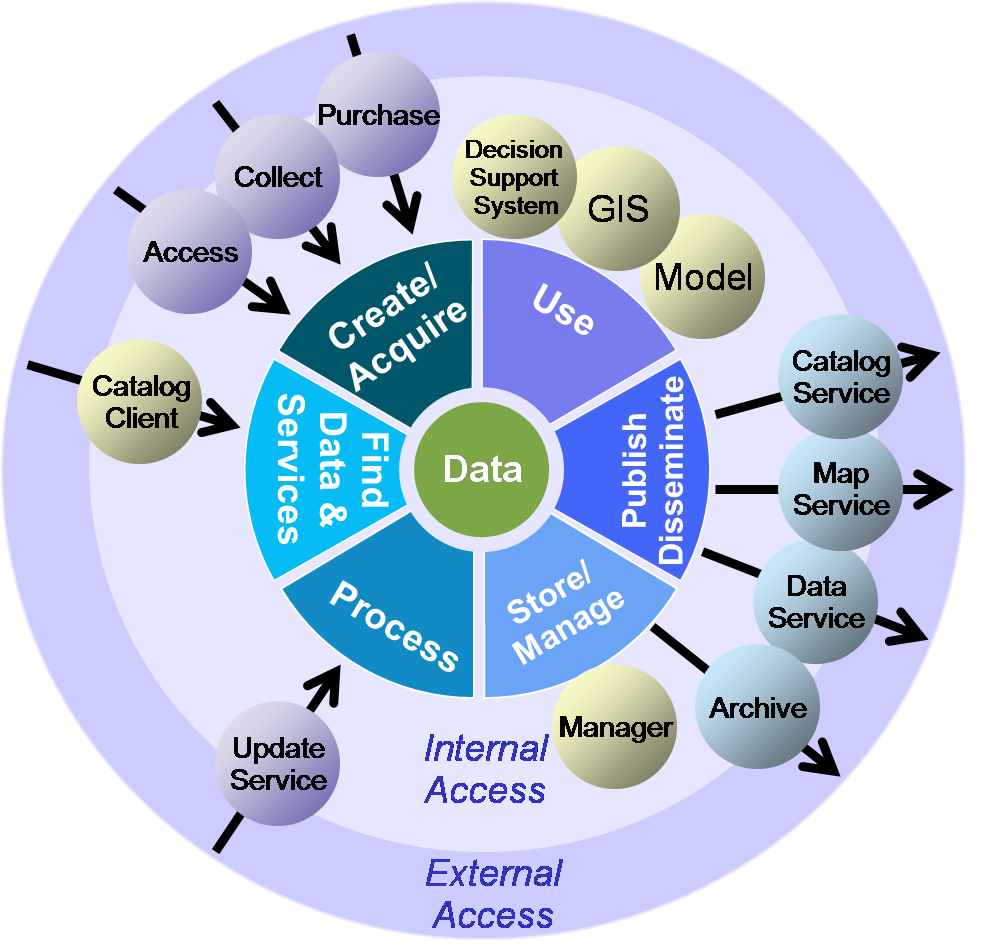 Purchase
Collect
Access
Catalog
Client
Decision
Support
System
GIS
Model
Create/
Acquire
Use
Find
Data &
Services
Data
Publish
Disseminate
Process
Store/
Manage
Catalog
Service
Map
Service
Data
Service
Archive
Manager
Update
Service
Internal
Access
External
Access